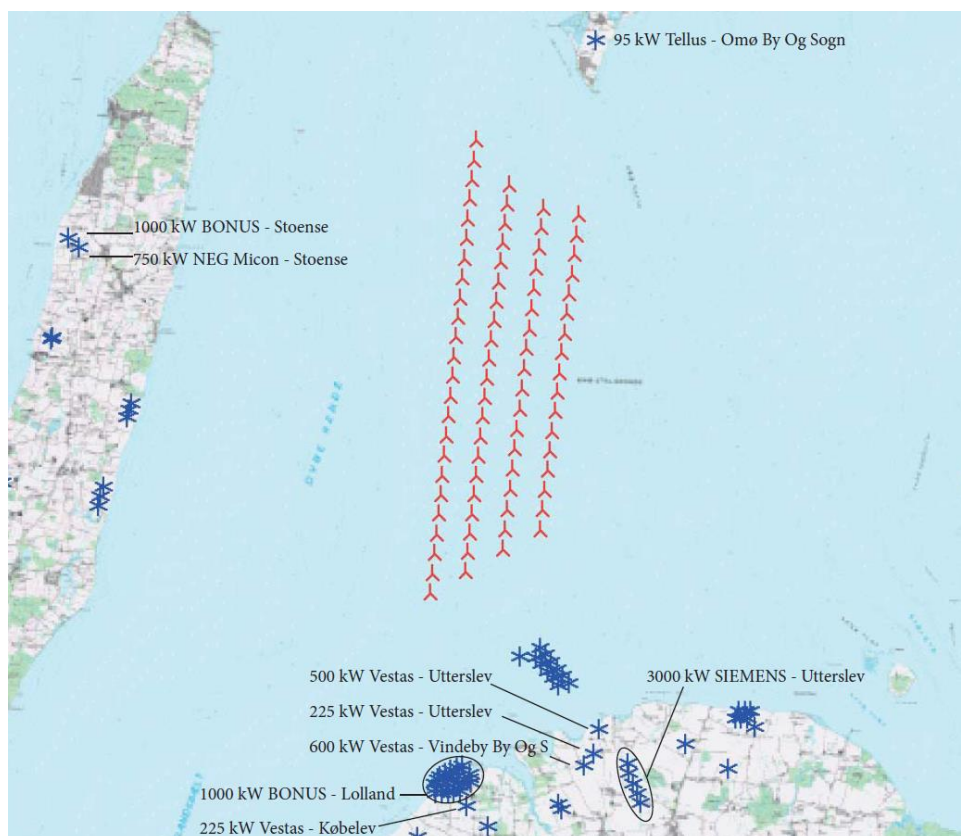 95 kW Tellus - Omø By Og Sogn
1000 kW BONUS - Stoense
750 kW NEG Micon - Stoense
500 kW Vestas - Utterslev
3000 kW SIEMENS - Utterslev
225 kW Vestas - Utterslev
600 kW Vestas - Vindeby By Og S
1000 kW BONUS - Lolland
225 kW Vestas - Købelev